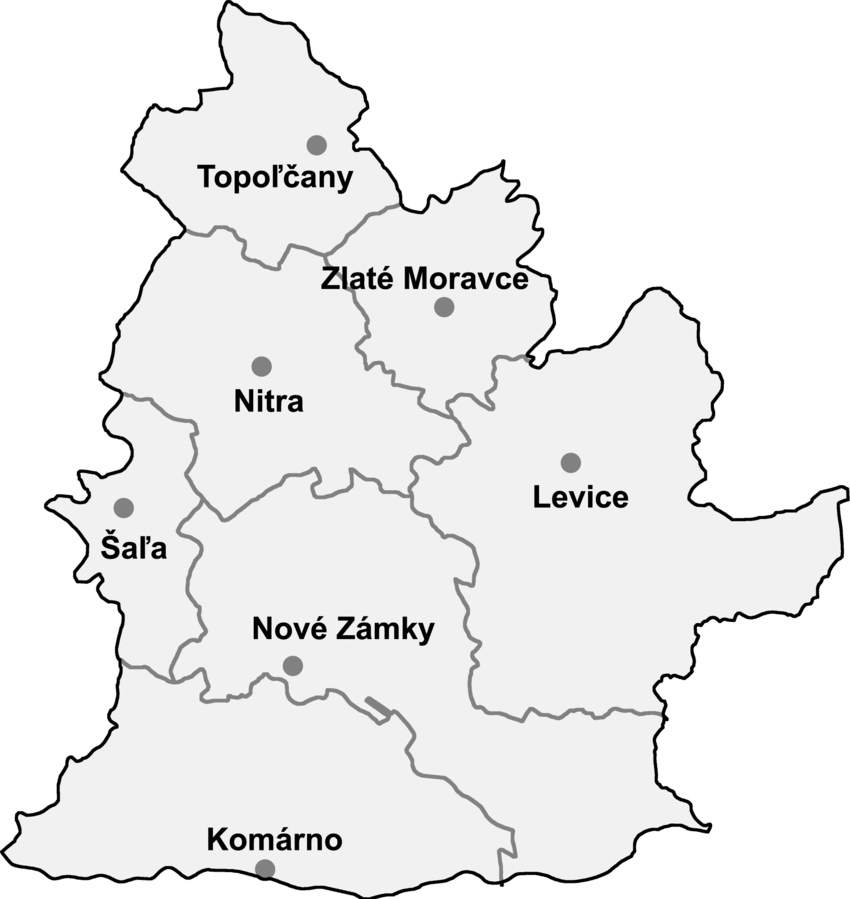 Topoľčany
Zlaté Moravce
Nitra
Levice
Šaľa
Nové Zámky
Komárno